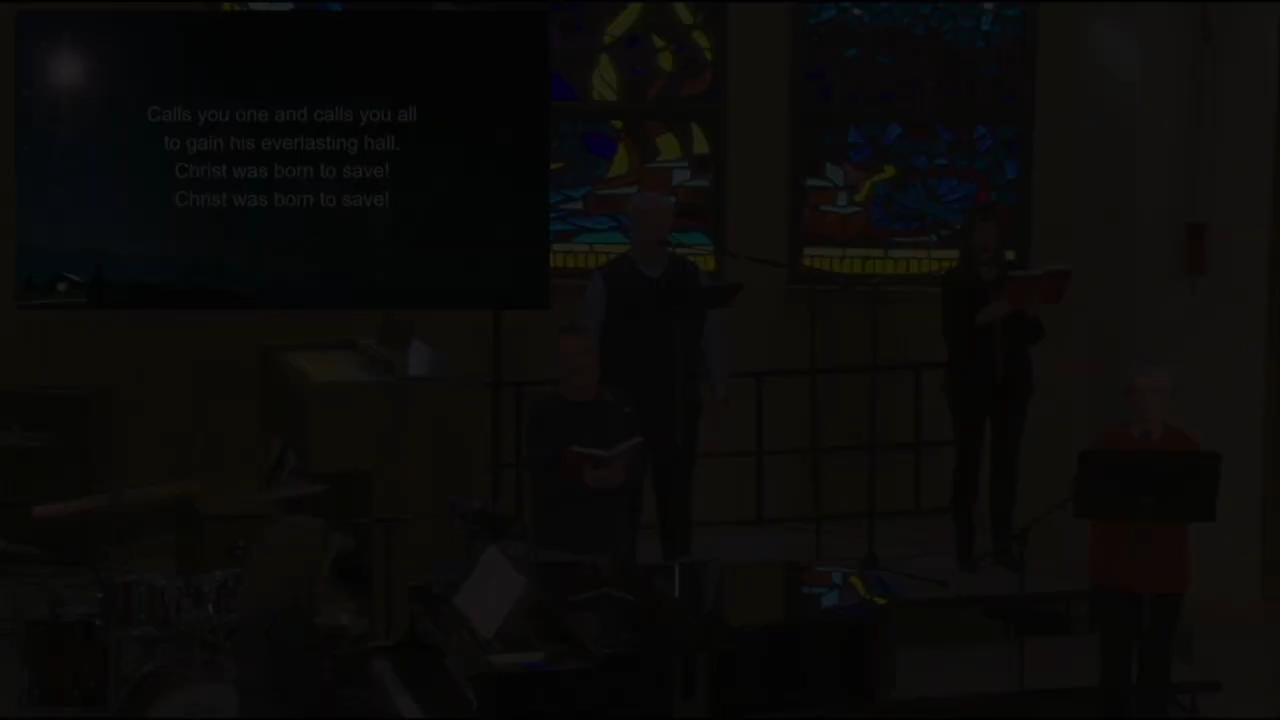 Calls you one and calls you all
to gain his everlasting hall.
Christ was born to save!
Christ was born to save!